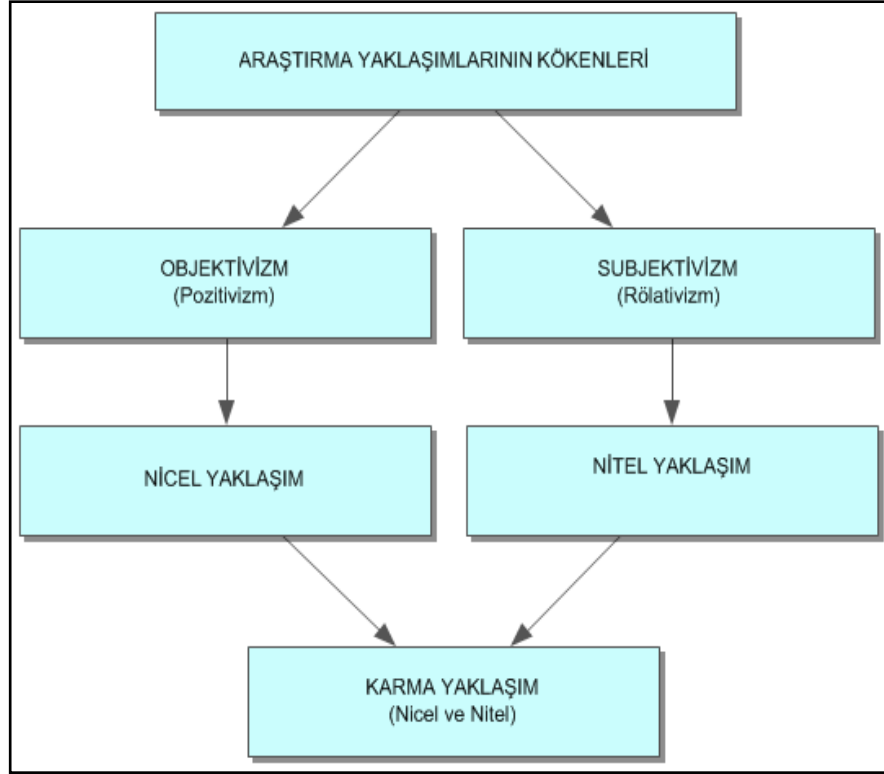 ARAŞTIRMA YAKLAŞIMLARININ KÖKENLERİ
OBJEKTİVİZM
(Pozitivizm)
SUBJEKTİVİZM
(Rölativizm)
NİCEL YAKLAŞIM
NİTEL YAKLAŞIM
KARMA YAKLAŞIM
(Nicel ve Nitel)